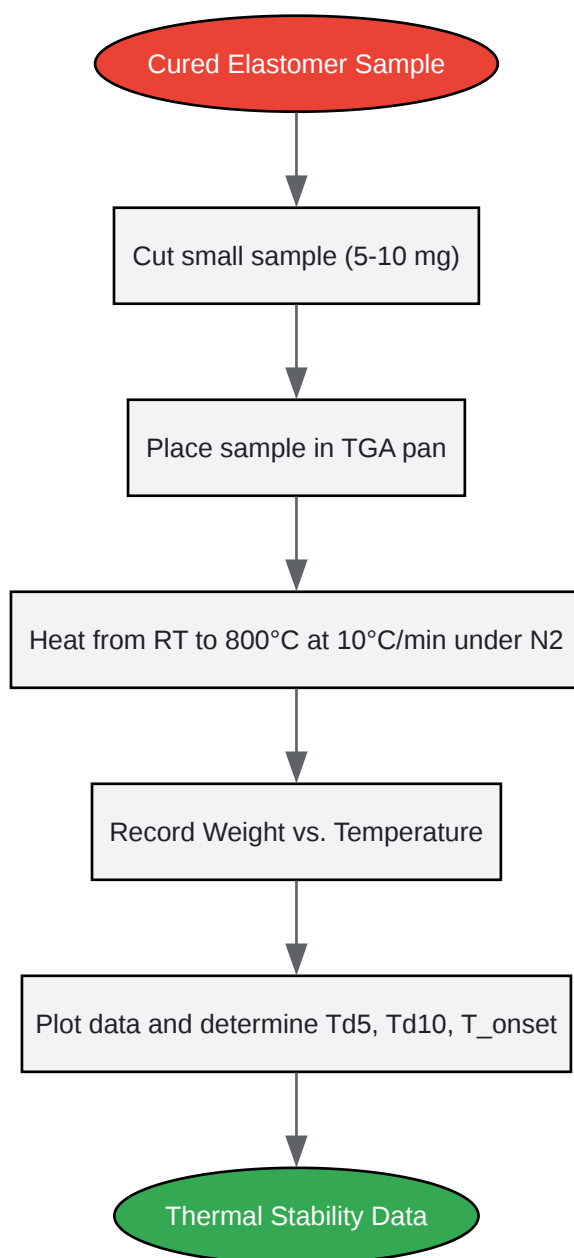 Cured Elastomer Sample
Cut small sample (5-10 mg)
Place sample in TGA pan
Heat from RT to 800°C at 10°C/min under N2
Record Weight vs. Temperature
Plot data and determine Td5, Td10, T_onset
Thermal Stability Data